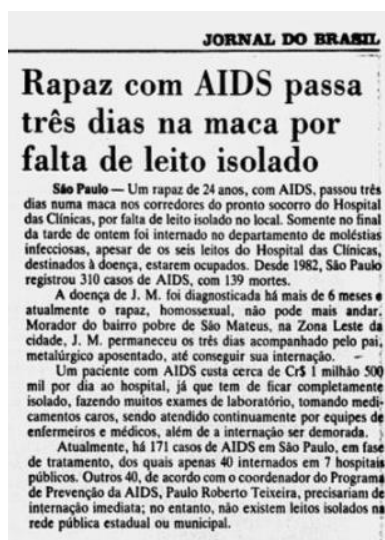 JORNAL DO BRASIL
Rapaz com AIDS passa
três dias na maca por
falta de leito isolado
São Paulo — Um rapaz de 24 anos, com AIDS, passou três
dias numa maca nos corredores do pronto socorro do Hospital
das Clínicas, por falta de leito isolado no local. Somente no final
da tarde de ontem foi internado no departamento de moléstias
infecciosas, apesar de os seis leitos do Hospital das Clínicas,
destinados à doença, estarem ocupados. Desde 1982, São Paulo
registrou 310 casos de AIDS, com 139 mortes.
A doença de J. M. foi diagnosticada há mais de 6 meses e
atualmente o rapaz, homossexual, não pode mais andar.
Morador do bairro pobre de São Mateus, na Zona Leste da
cidade, J. M. permaneceu os três dias acompanhado pelo pai,
metalúrgico aposentado, até conseguir sua internação.
Um paciente com AIDS custa cerca de Cr$ 1 milhão 500
mil por dia ao hospital, já que tem de ficar completamente
isolado, fazendo muitos exames de laboratório, tomando medi-
camentos caros, sendo atendido continuamente por equipes de
enfermeiros e médicos, além de a internação ser demorada.
Atualmente, há 171 casos de AIDS em São Paulo, em fase
de tratamento, dos quais apenas 40 internados em 7 hospitais
públicos. Outros 40, de acordo com o coordenador do Programa
de Prevenção da AIDS, Paulo Roberto Teixeira, precisariam de
internação imediata; no entanto, não existem leitos isolados na
rede pública estadual ou municipal.